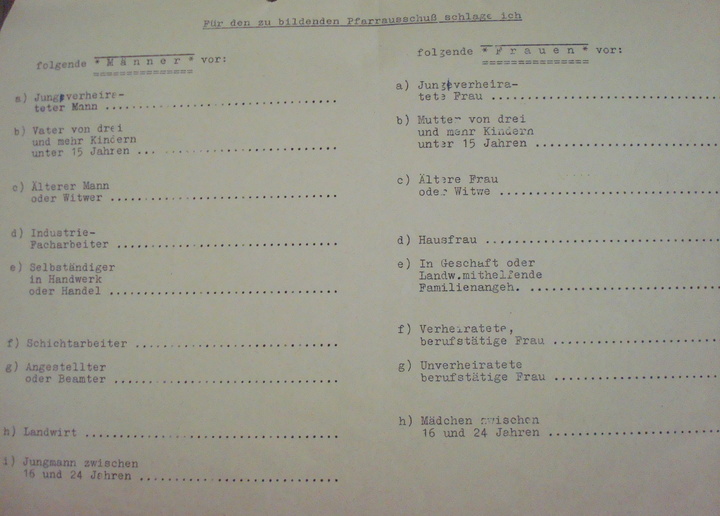 Für den zu bildenden Pfarrausschuß schlage ich
folgende *Männer* vor:
a) Jungverheira-
teter Mann ..............................
b) Vater von drei
und mehr Kindern
unter 15 Jahren ..............................
c) Älterer Mann
oder Witwer ..............................
d) Industrie-
Facharbeiter ..............................
e) Selbständiger
in Handwerk
oder Handel ..............................
f) Schichtarbeiter ..............................
g) Angestellter
oder Beamter ..............................
h) Landwirt ..............................
i) Jungmann zwischen
16 und 24 Jahren ..............................
folgende *Frauen* vor:
a) Jungverheira-
tete Frau ..............................
b) Mutter von drei
und mehr Kindern
unter 15 Jahren ..............................
c) Ältere Frau
oder Witwe ..............................
d) Hausfrau ..............................
e) In Geschäft oder
Landw.mithelfende
Familienangeh. ..............................
f) Verheiratete,
berufstätige Frau ..............................
g) Unverheiratete
berufstätige Frau ..............................
h) Mädchen zwischen
16 und 24 Jahren ..............................